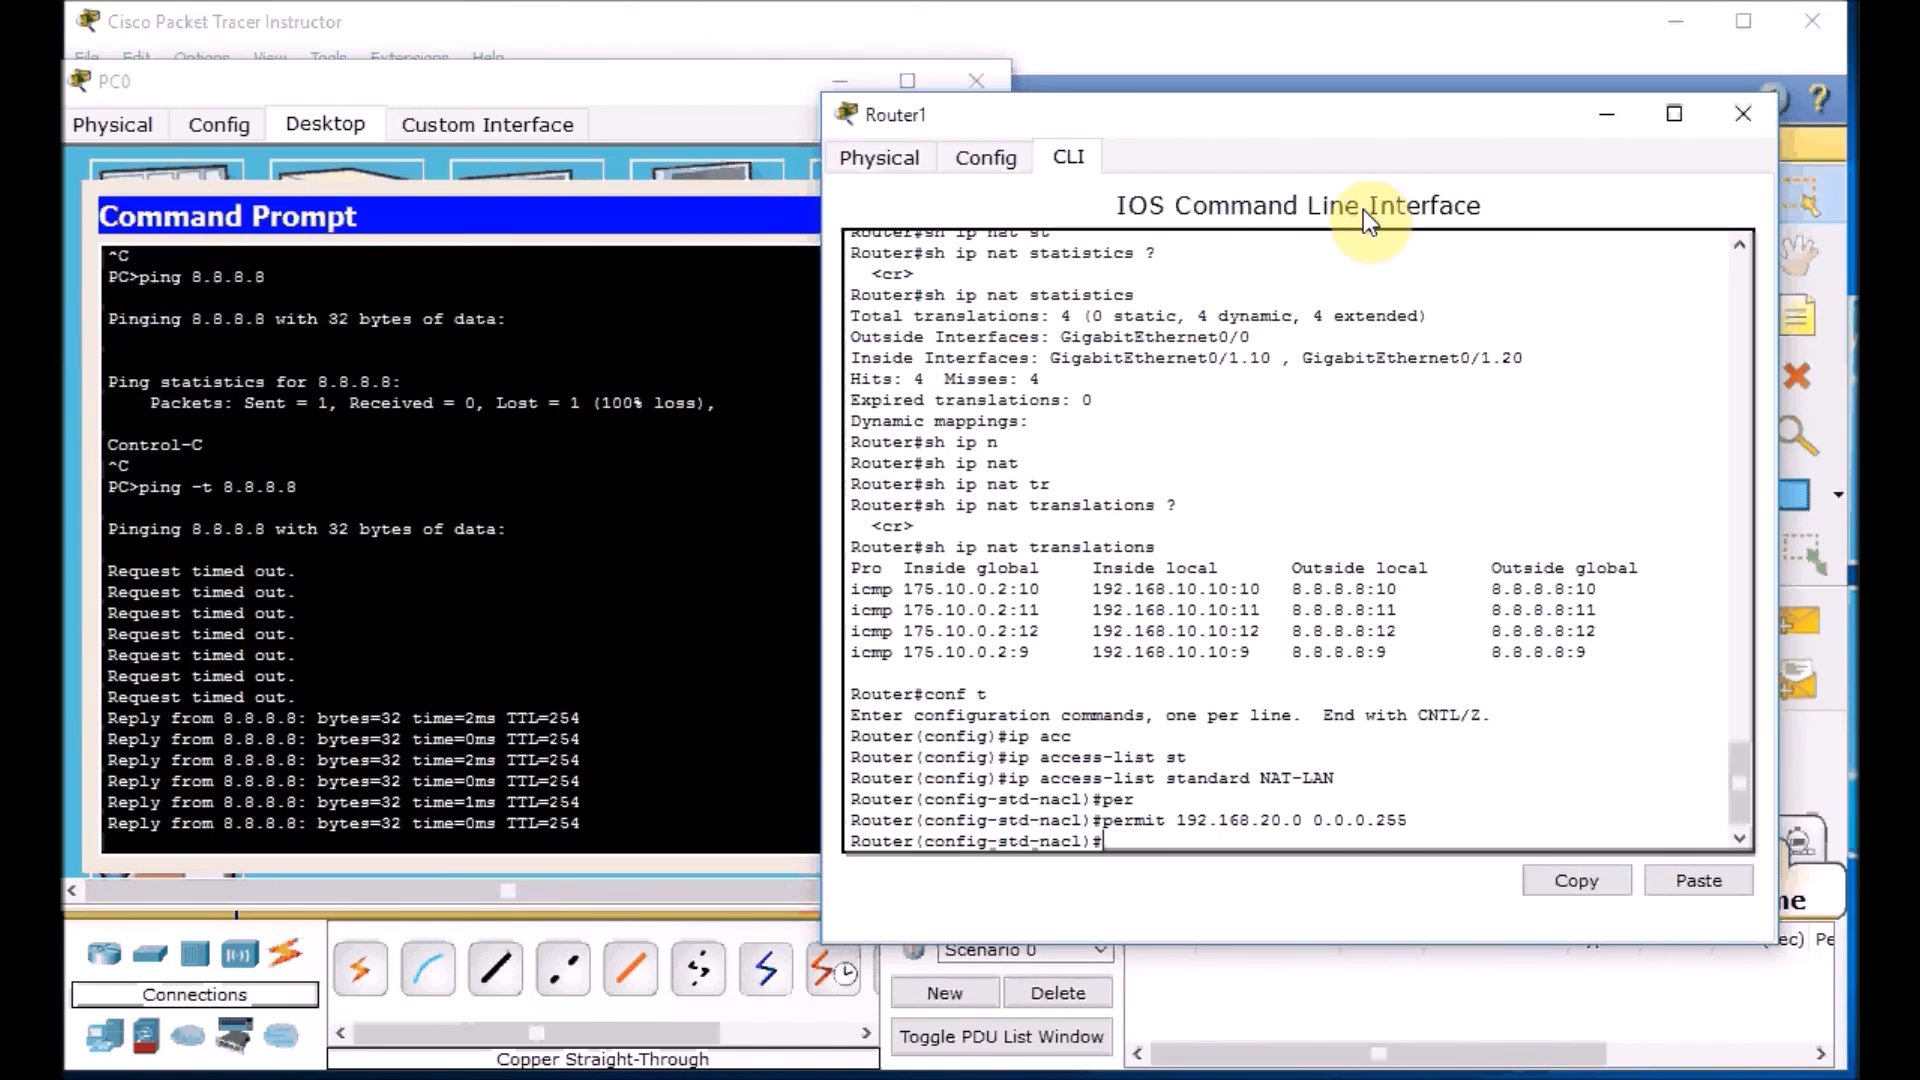 Cisco Packet Tracer Instructor
File Edit Options View Tools Extensions Help
PC0
Physical Config Desktop Custom Interface
Command Prompt
^C
PC>ping 8.8.8.8
Pinging 8.8.8.8 with 32 bytes of data:
Ping statistics for 8.8.8.8:
Packets: Sent = 1, Received = 0, Lost = 1 (100% loss),
Control-C
^C
PC>ping -t 8.8.8.8
Pinging 8.8.8.8 with 32 bytes of data:
Request timed out.
Request timed out.
Request timed out.
Request timed out.
Request timed out.
Request timed out.
Request timed out.
Reply from 8.8.8.8: bytes=32 time=2ms TTL=254
Reply from 8.8.8.8: bytes=32 time=0ms TTL=254
Reply from 8.8.8.8: bytes=32 time=2ms TTL=254
Reply from 8.8.8.8: bytes=32 time=0ms TTL=254
Reply from 8.8.8.8: bytes=32 time=1ms TTL=254
Reply from 8.8.8.8: bytes=32 time=0ms TTL=254
Router1
Physical Config CLI
IOS Command Line Interface
Router#sh ip nat st
Router#sh ip nat statistics ?
<cr>
Router#sh ip nat statistics
Total translations: 4 (0 static, 4 dynamic, 4 extended)
Outside Interfaces: GigabitEthernet0/0
Inside Interfaces: GigabitEthernet0/1.10 , GigabitEthernet0/1.20
Hits: 4 Misses: 4
Expired translations: 0
Dynamic mappings:
Router#sh ip n
Router#sh ip nat
Router#sh ip nat tr
Router#sh ip nat translations ?
<cr>
Router#sh ip nat translations
Pro Inside global Inside local Outside local Outside global
icmp 175.10.0.2:10 192.168.10.10:10 8.8.8.8:10 8.8.8.8:10
icmp 175.10.0.2:11 192.168.10.10:11 8.8.8.8:11 8.8.8.8:11
icmp 175.10.0.2:12 192.168.10.10:12 8.8.8.8:12 8.8.8.8:12
icmp 175.10.0.2:9 192.168.10.10:9 8.8.8.8:9 8.8.8.8:9
Router#conf t
Enter configuration commands, one per line. End with CNTL/Z.
Router(config)#ip acc
Router(config)#ip access-list st
Router(config)#ip access-list standard NAT-LAN
Router(config-std-nacl)#per
Router(config-std-nacl)#permit 192.168.20.0 0.0.0.255
Router(config-std-nacl)#
Copy Paste
Connections
Copper Straight-Through
Scenario 0
New Delete
Toggle PDU List Window